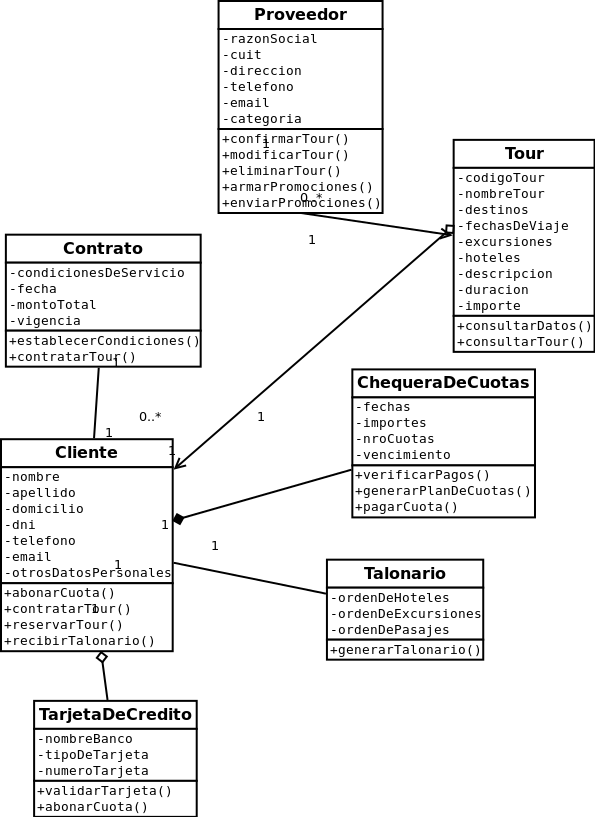 Proveedor
-razonSocial
-cuit
-direccion
-telefono
-email
-categoria
+confirmarTour()
1
+modificarTour()
+eliminarTour()
+armarPromociones()
0..*
+enviarPromociones()
1
Tour
-codigoTour
-nombreTour
-destinos
-fechasDeViaje
-excursiones
-hoteles
-descripcion
-duracion
-importe
+consultarDatos()
+consultarTour()
Contrato
-condicionesDeServicio
-fecha
-montoTotal
-vigencia
+establecerCondiciones()
+contratarTour()
1
0..*
1
1
1
ChequeraDeCuotas
-fechas
-importes
-nroCuotas
-vencimiento
+verificarPagos()
+generarPlanDeCuotas()
+pagarCuota()
Cliente
-nombre
-apellido
-domicilio
-dni
1
-telefono
-email
1
1
-otrosDatosPersonales
+abonarCuota()
+contratarTour()
1
+reservarTour()
+recibirTalonario()
Talonario
-ordenDeHoteles
-ordenDeExcursiones
-ordenDePasajes
+generarTalonario()
TarjetaDeCredito
-nombreBanco
-tipoDeTarjeta
-numeroTarjeta
+validarTarjeta()
+abonarCuota()